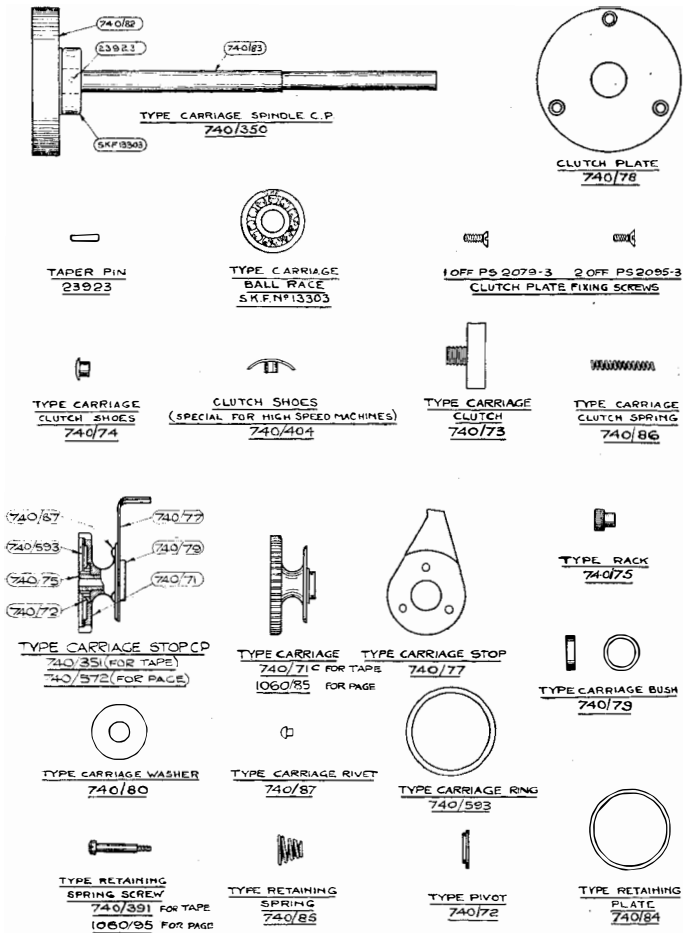 740/82
23923
740/83
SKF 13303
TYPE CARRIAGE SPINDLE C.P
740/350
CLUTCH PLATE
740/78
TAPER PIN
23923
TYPE CARRIAGE
BALL RACE
S.K.F. Nº 13303
1 OFF PS 2079-3
2 OFF PS 2095-3
CLUTCH PLATE FIXING SCREWS
TYPE CARRIAGE
CLUTCH SHOES
740/74
CLUTCH SHOES
(SPECIAL FOR HIGH SPEED MACHINES)
740/404
TYPE CARRIAGE
CLUTCH
740/73
TYPE CARRIAGE
CLUTCH SPRING
740/86
740/87
740/77
740/593
740/79
740/75
740/71
740/72
TYPE CARRIAGE STOP CP
740/351 (FOR TAPE)
740/572 (FOR PAGE)
TYPE CARRIAGE
740/71C FOR TAPE
1060/85 FOR PAGE
TYPE CARRIAGE STOP
740/77
TYPE RACK
740/75
TYPE CARRIAGE BUSH
740/79
TYPE CARRIAGE WASHER
740/80
TYPE CARRIAGE RIVET
740/87
TYPE CARRIAGE RING
740/593
TYPE RETAINING
SPRING SCREW
740/391 FOR TAPE
1060/95 FOR PAGE
TYPE RETAINING
SPRING
740/85
TYPE PIVOT
740/72
TYPE RETAINING
PLATE
740/84